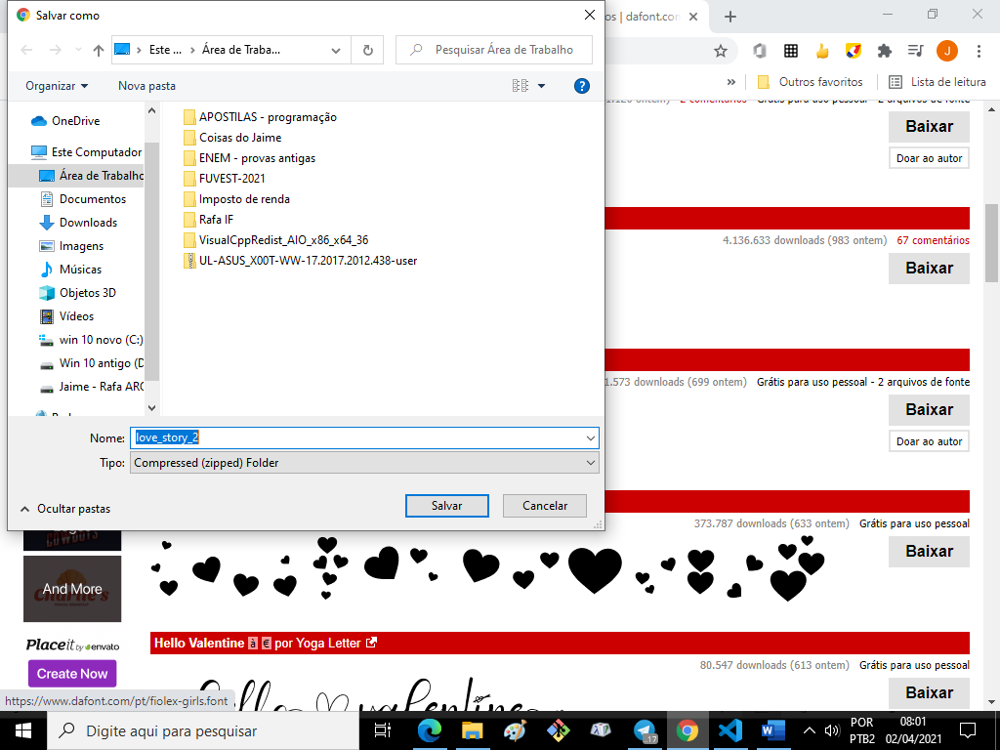 Salvar como
os | dafont.com
Este ... Área de Traba...
Pesquisar Área de Trabalho
J
Organizar
Nova pasta
?
»
Outros favoritos
Lista de leitura
OneDrive
Este Computador
Área de Trabalho
Documentos
Downloads
Imagens
Músicas
Objetos 3D
Vídeos
win 10 novo (C:)
Win 10 antigo (D
Jaime - Rafa ARQ
APOSTILAS - programação
Coisas do Jaime
ENEM - provas antigas
FUVEST-2021
Imposto de renda
Rafa IF
VisualCppRedist_AIO_x86_x64_36
UL-ASUS_X00T-WW-17.2017.2012.438-user
Nome: love_story_2
Tipo: Compressed (zipped) Folder
Ocultar pastas
Salvar
Cancelar
2 comentários Grátis para uso pessoal - 2 arquivos de fonte
Baixar
Doar ao autor
4.136.633 downloads (983 ontem) 67 comentários
Baixar
1.573 downloads (699 ontem) Grátis para uso pessoal - 2 arquivos de fonte
Baixar
Doar ao autor
373.787 downloads (633 ontem) Grátis para uso pessoal
Baixar
COWBOYS
And More
Placeit by envato
Create Now
Hello Valentine à € por Yoga Letter
80.547 downloads (613 ontem) Grátis para uso pessoal
Baixar
Hello valentine
https://www.dafont.com/pt/fiolex-girls.font
Digite aqui para pesquisar
17
POR
PTB2
08:01
02/04/2021